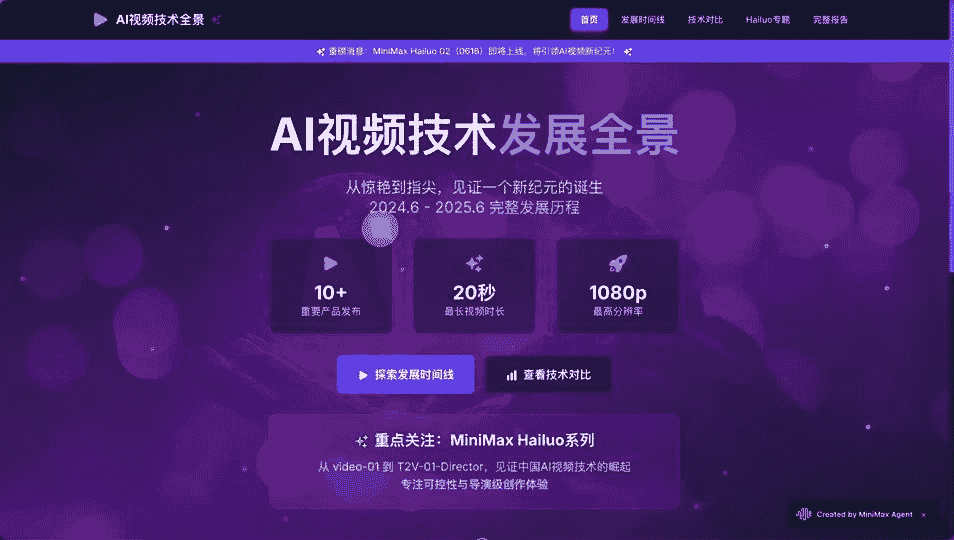 AI视频技术全景
首页
发展时间线
技术对比
Hailuo专题
完整报告
重磅消息：MiniMax Hailuo 02（0616）即将上线，将引领AI视频新纪元！
AI视频技术发展全景
从惊艳到指尖，见证一个新纪元的诞生
2024.6 - 2025.6 完整发展历程
10+
重要产品发布
20秒
最长视频时长
1080p
最高分辨率
探索发展时间线
查看技术对比
重点关注：MiniMax Hailuo系列
从 video-01 到 T2V-01-Director，见证中国AI视频技术的崛起
专注可控性与导演级创作体验
Created by MiniMax Agent ×